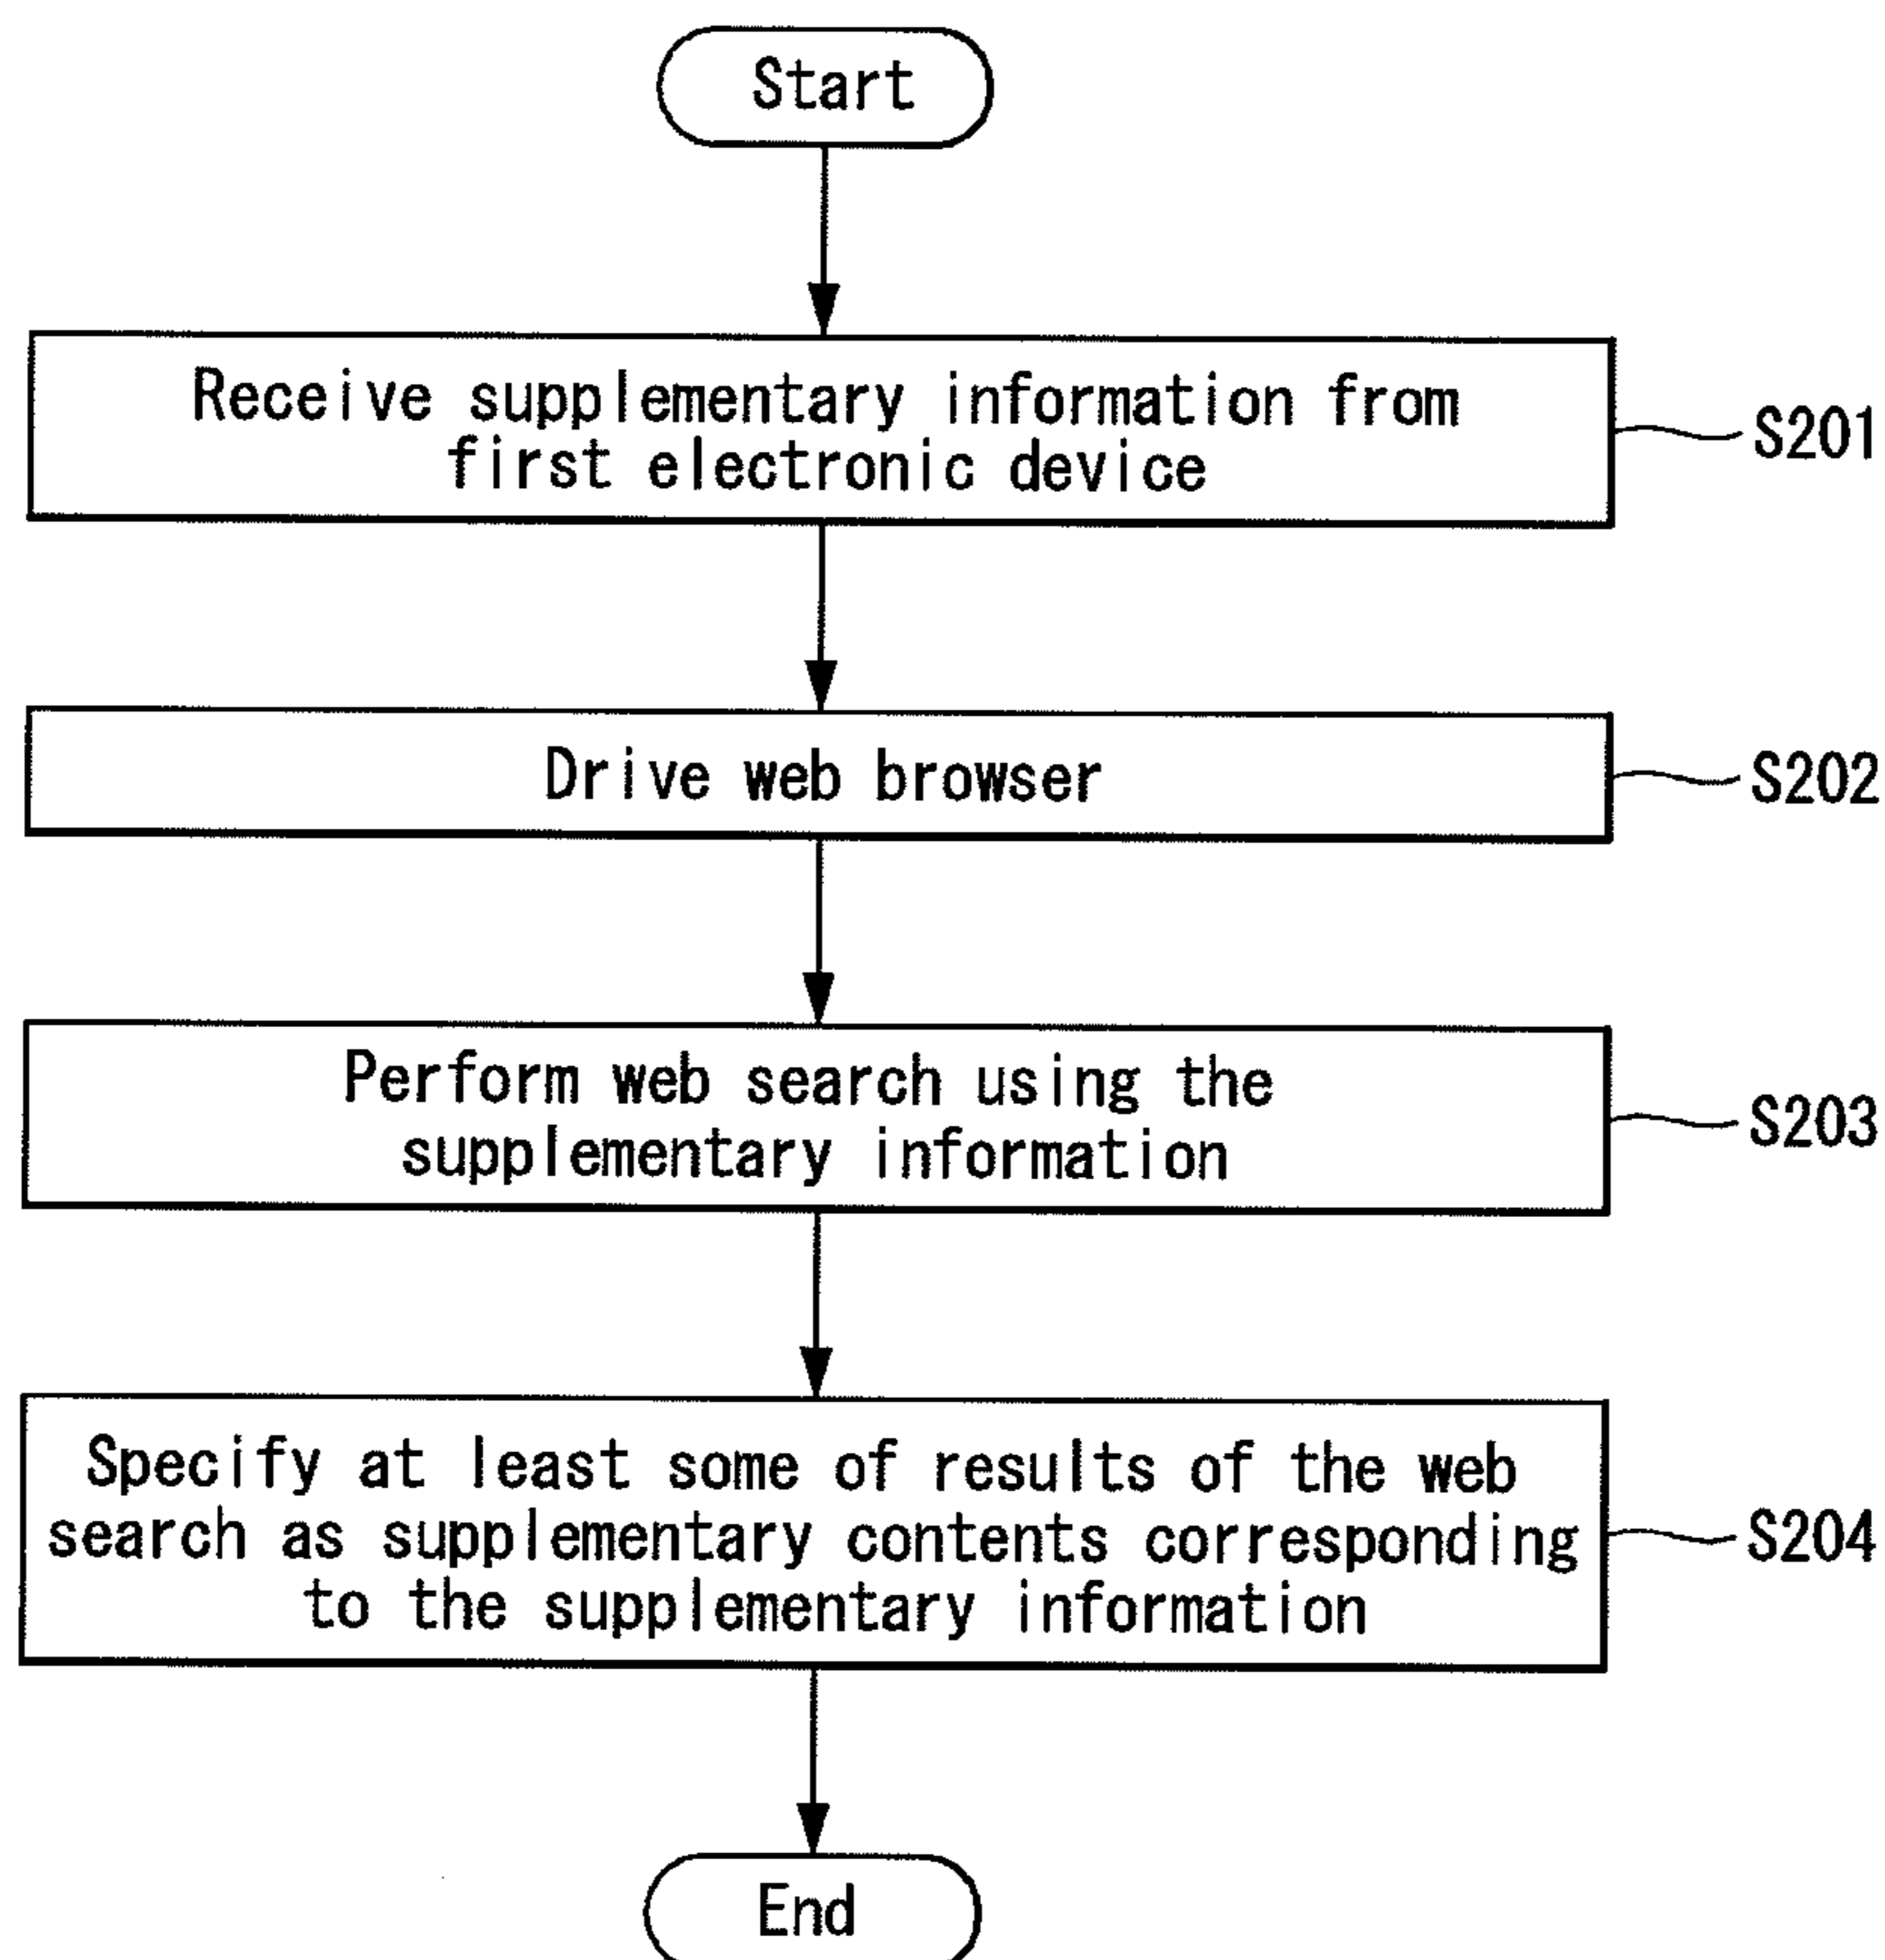 Start
Receive supplementary information from
first electronic device
S201
Drive web browser
S202
Perform web search using the
supplementary information
S203
Specify at least some of results of the web
search as supplementary contents corresponding
to the supplementary information
S204
End